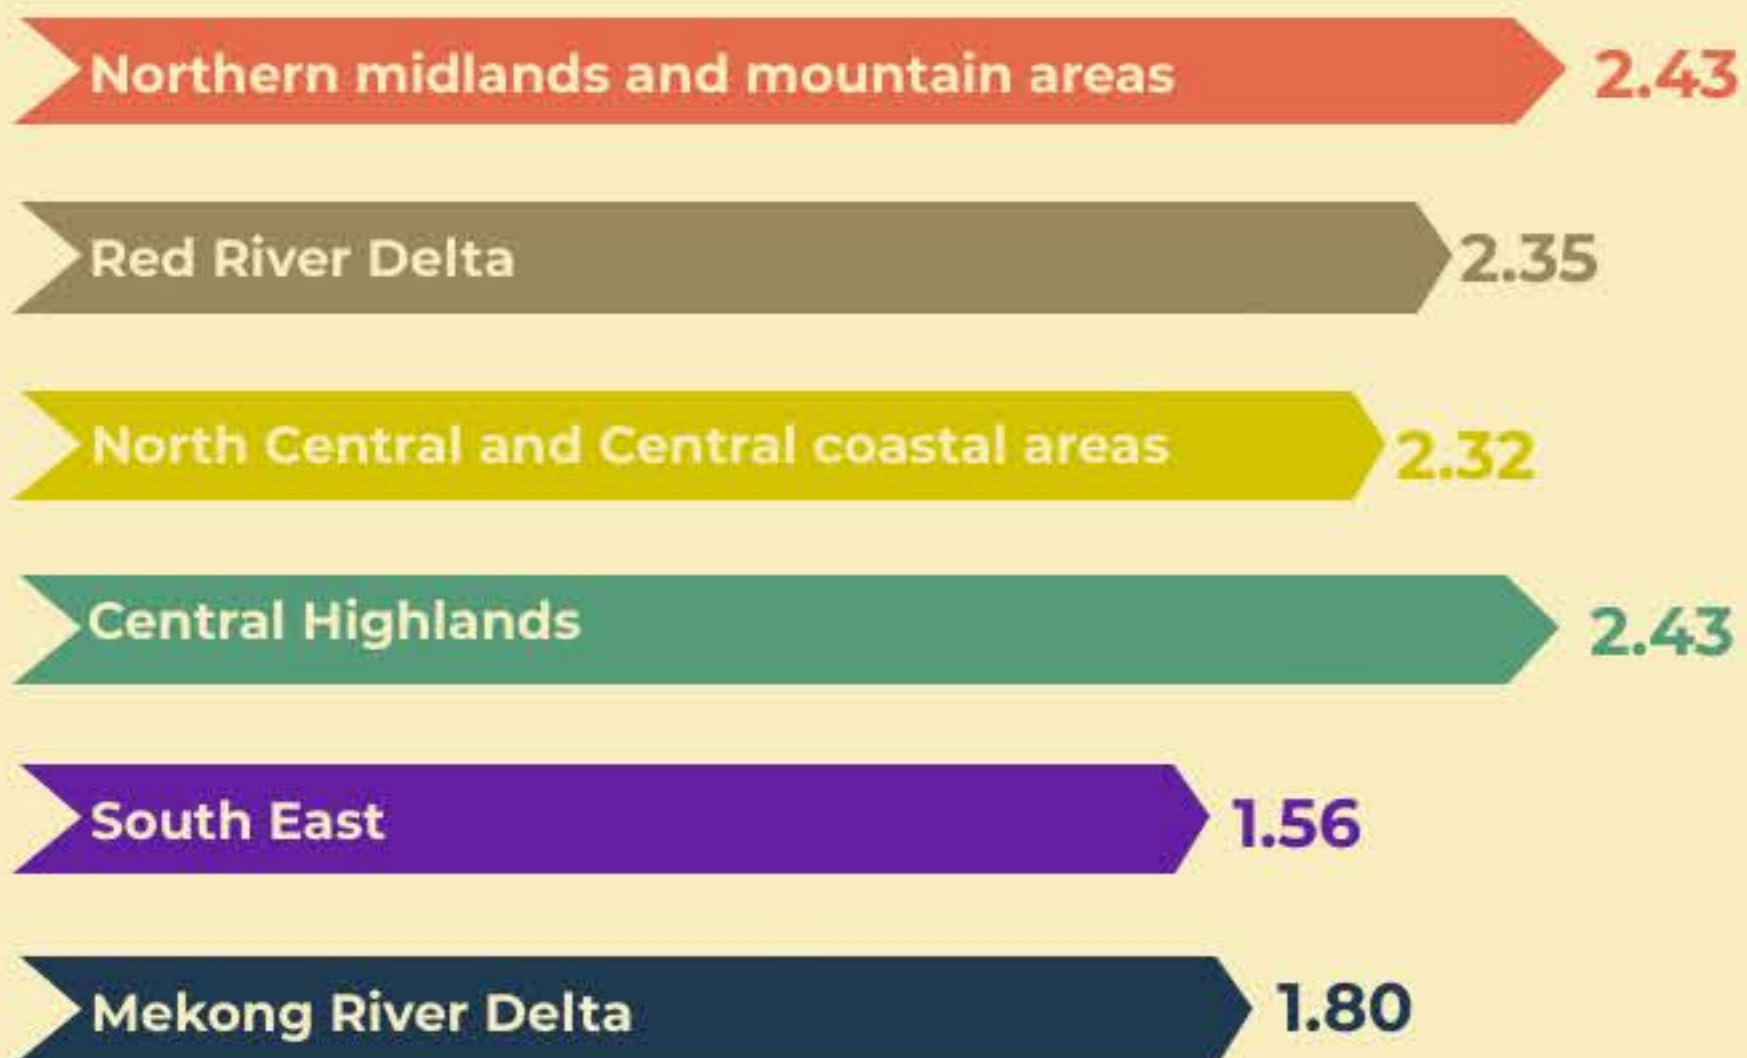 Northern midlands and mountain areas 2.43
Red River Delta 2.35
North Central and Central coastal areas 2.32
Central Highlands 2.43
South East 1.56
Mekong River Delta 1.80